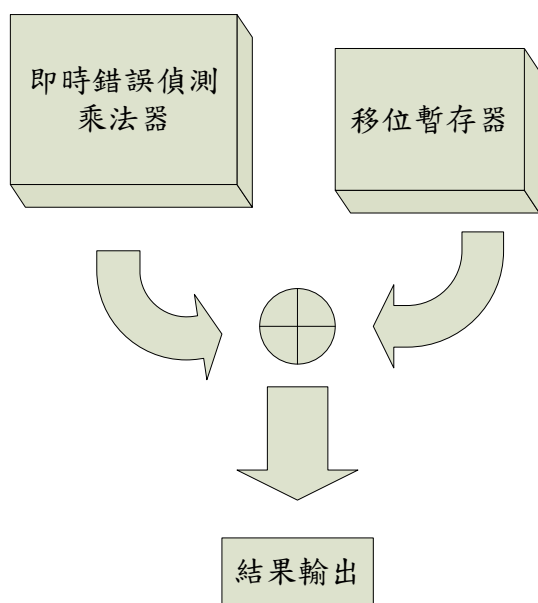 即時錯誤偵測
乘法器
移位暫存器
結果輸出